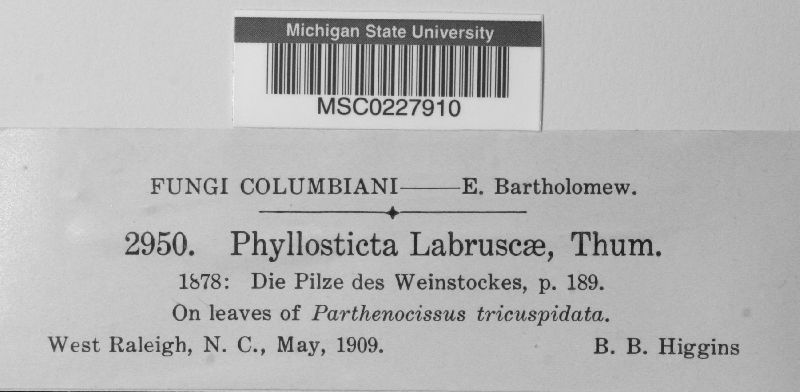 Michigan State University
MSC0227910
FUNGI COLUMBIANI——E. Bartholomew.
2950. Phyllosticta Labruscæ, Thum.
1878: Die Pilze des Weinstockes, p. 189.
On leaves of Parthenocissus tricuspidata.
West Raleigh, N. C., May, 1909. B. B. Higgins